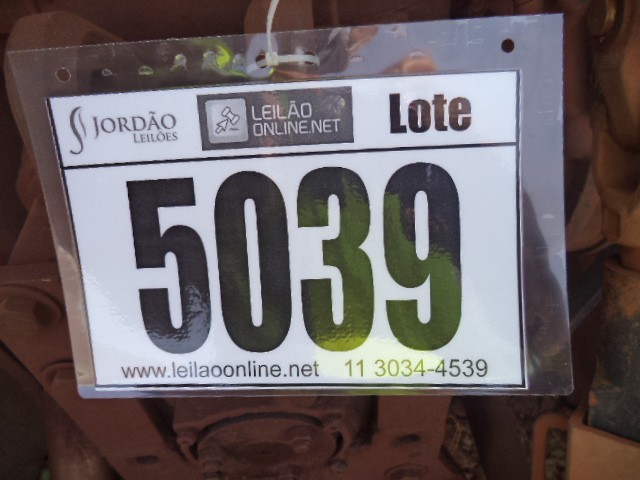 JORDÃO
LEILÕES
LEILÃO
ONLINE.NET
Lote
5039
www.leilaoonline.net 11 3034-4539